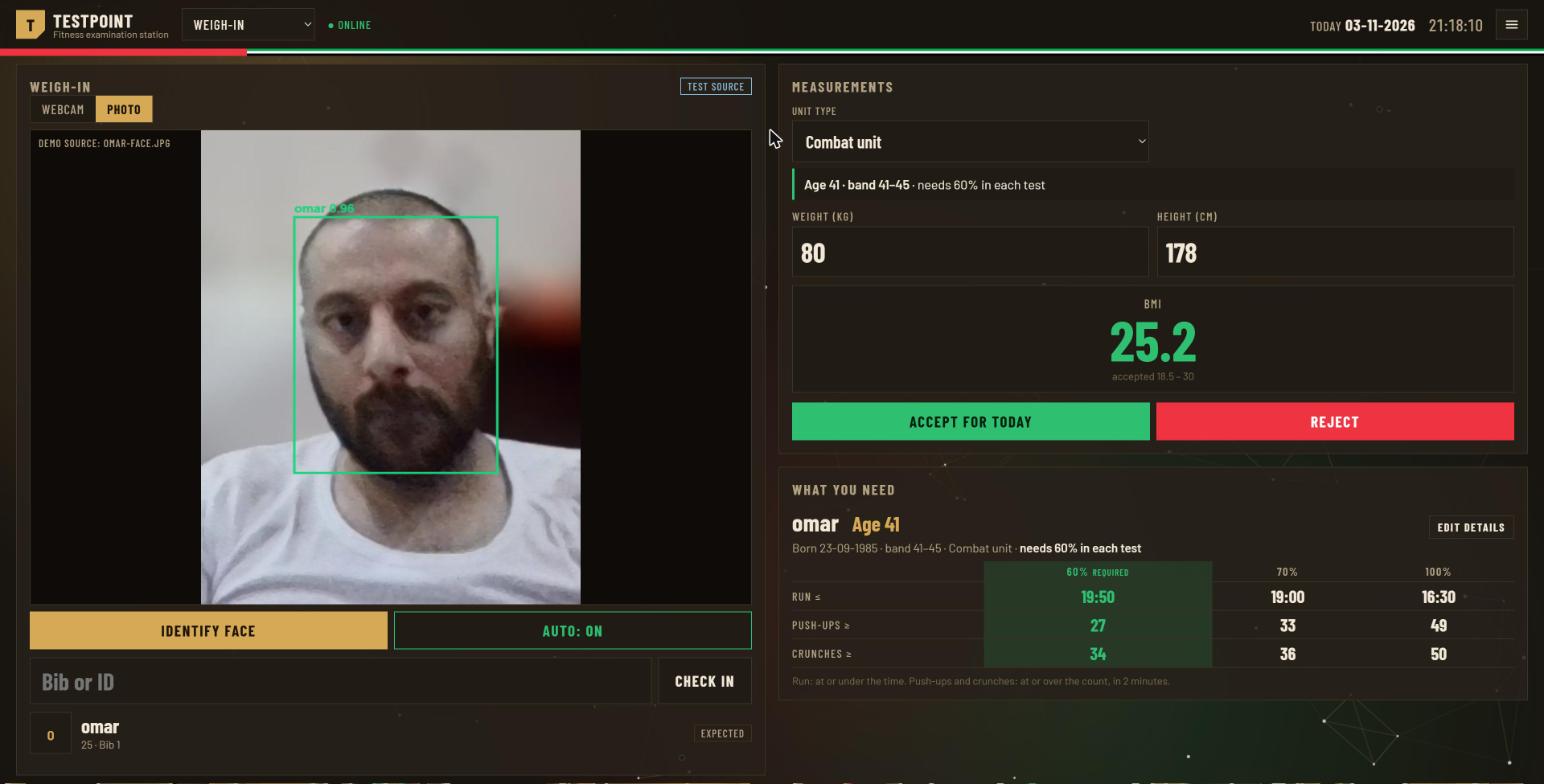 T
TESTPOINT
Fitness examination station
WEIGH-IN
● ONLINE
TODAY 03-11-2026 21:18:10
WEIGH-IN
TEST SOURCE
WEBCAM PHOTO
DEMO SOURCE: OMAR-FACE.JPG
omar 0.96
IDENTIFY FACE
AUTO: ON
Bib or ID
CHECK IN
O
omar
25 · Bib 1
EXPECTED
MEASUREMENTS
UNIT TYPE
Combat unit
Age 41 · band 41–45 · needs 60% in each test
WEIGHT (KG) HEIGHT (CM)
80 178
BMI
25.2
accepted 18.5 – 30
ACCEPT FOR TODAY REJECT
WHAT YOU NEED
omar Age 41
EDIT DETAILS
Born 23-09-1985 · band 41–45 · Combat unit · needs 60% in each test
60% REQUIRED 70% 100%
RUN ≤ 19:50 19:00 16:30
PUSH-UPS ≥ 27 33 49
CRUNCHES ≥ 34 36 50
Run: at or under the time. Push-ups and crunches: at or over the count, in 2 minutes.